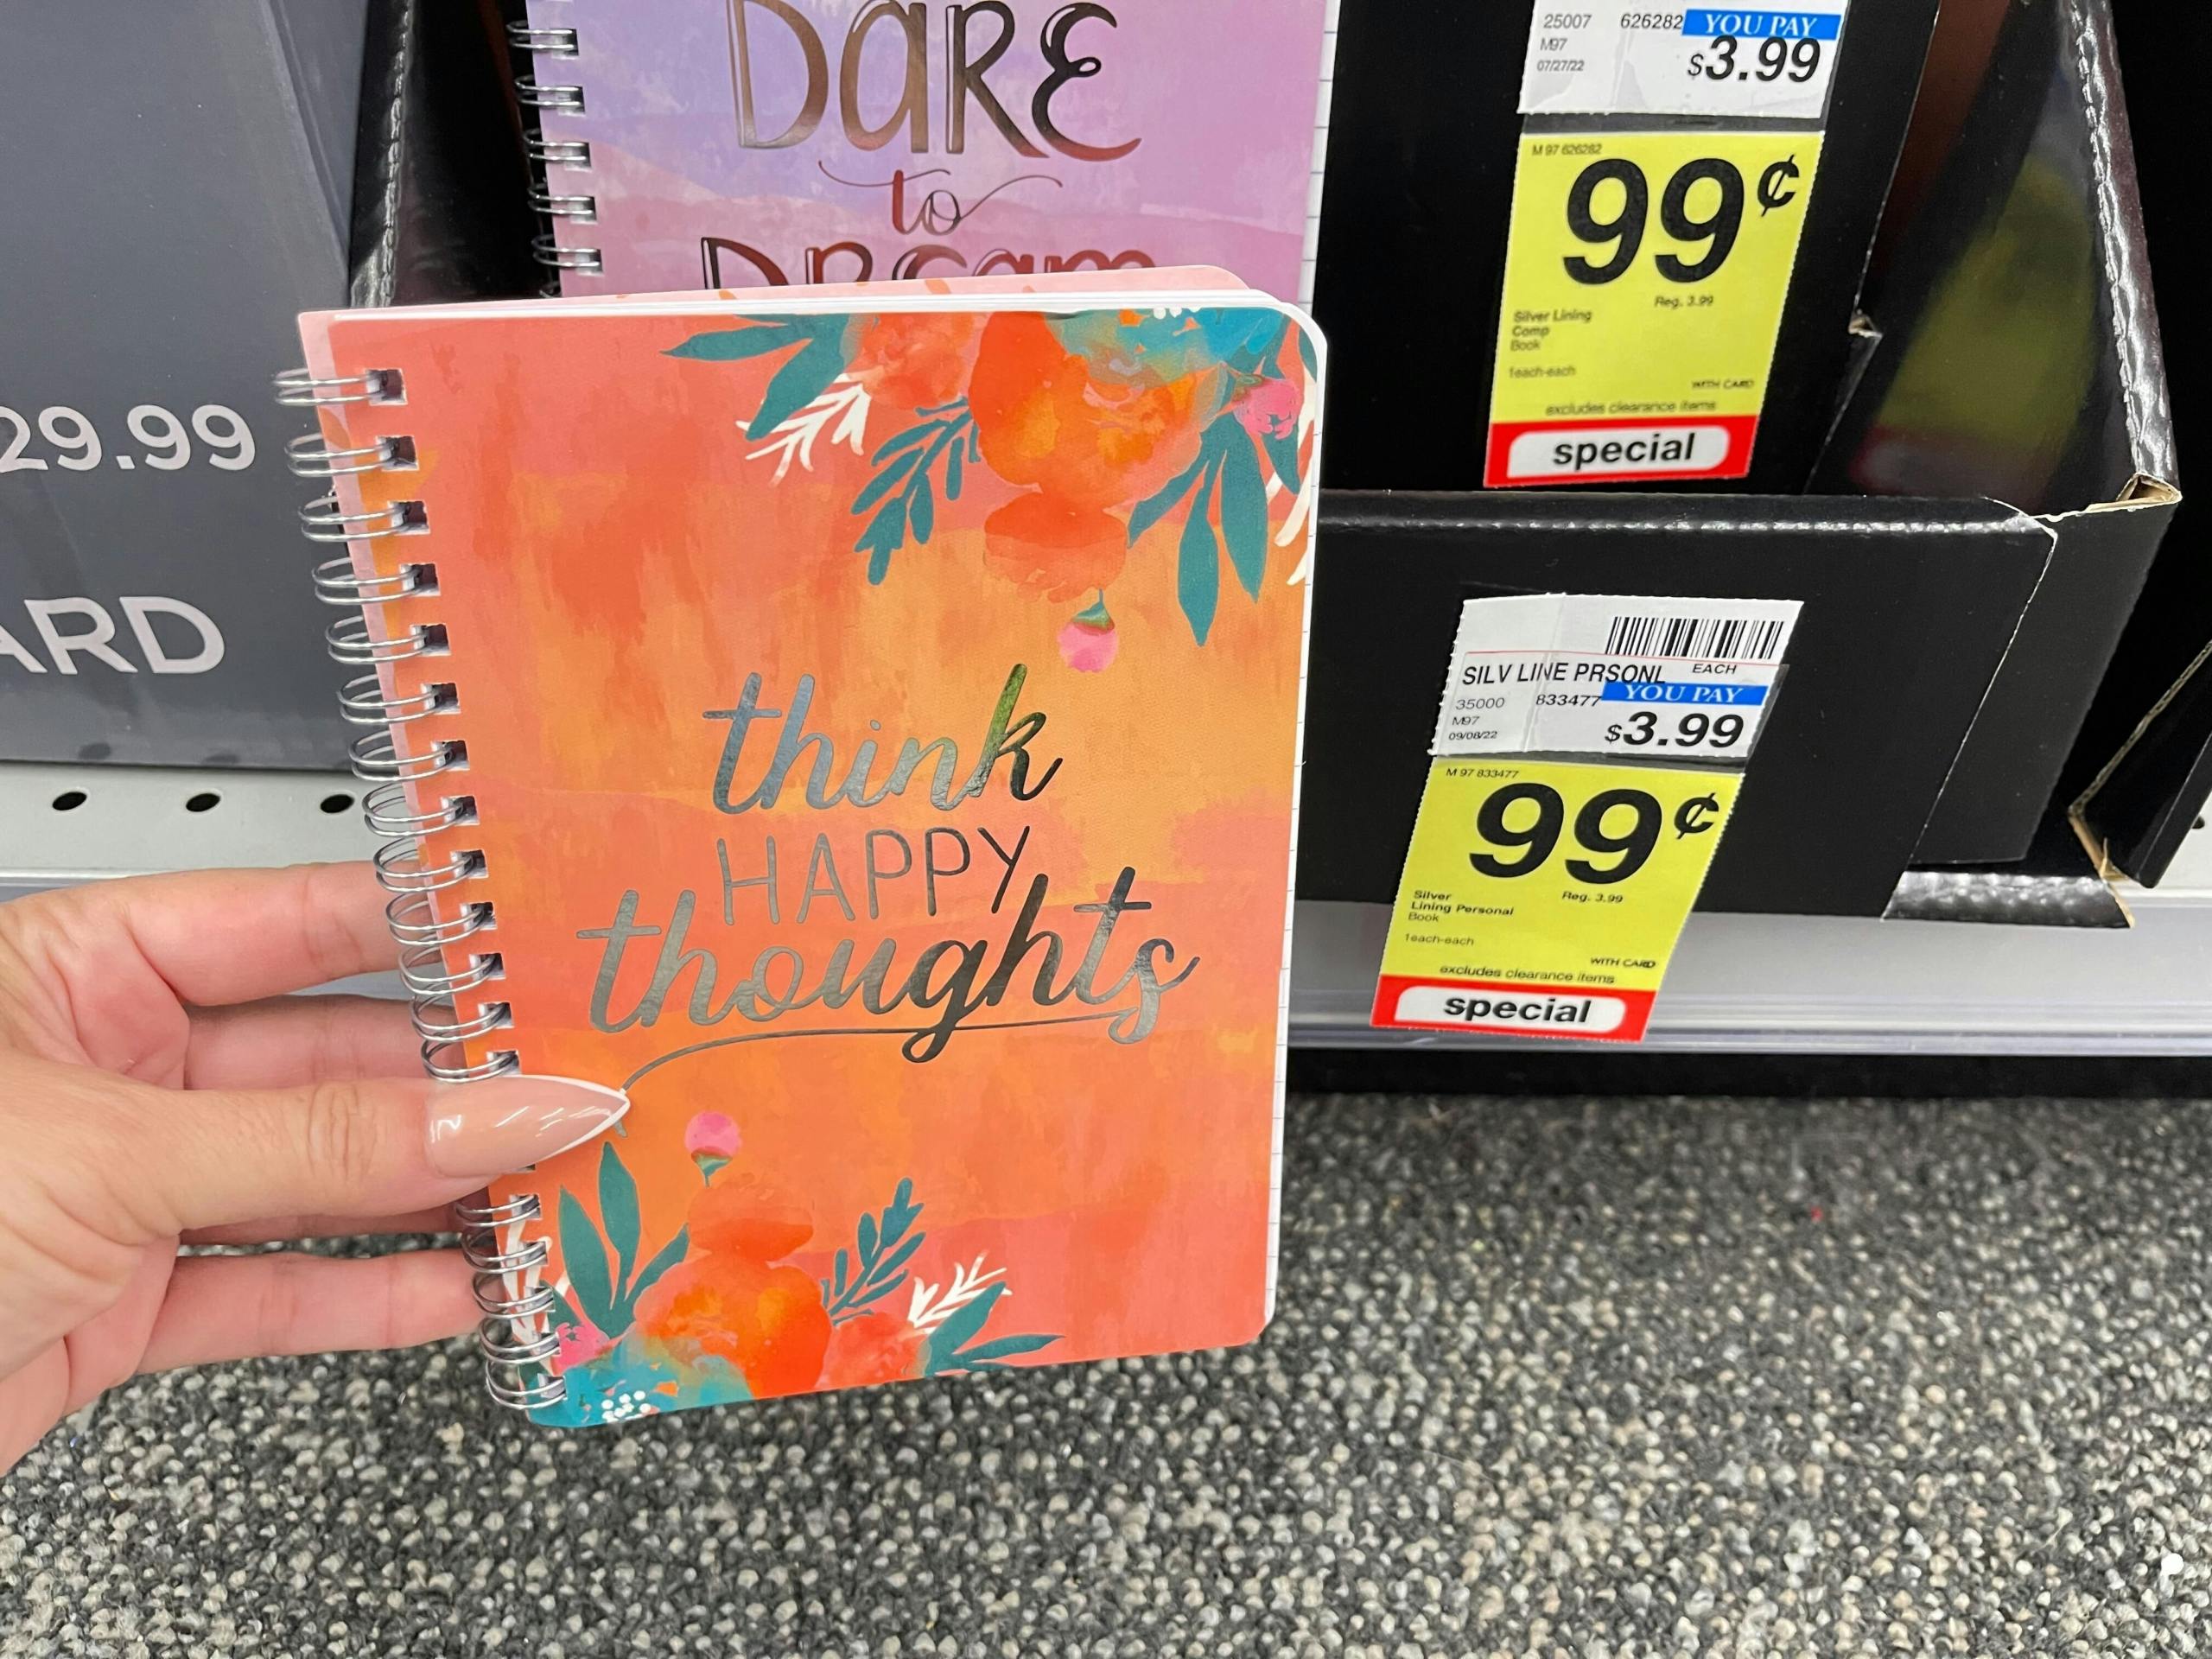 DARE
to
DREAM
25007 626282 YOU PAY
M97
07/27/22 $3.99
M 97 626282
99¢
Reg. 3.99
Silver Lining
Comp
Book
1each-each
WITH CARD
excludes clearance items
special
29.99
ARD
think
HAPPY
thoughts
SILV LINE PRSONL EACH
35000 833477 YOU PAY
M97
09/08/22 $3.99
M 97 833477
99¢
Reg. 3.99
Silver
Lining Personal
Book
1each-each
WITH CARD
excludes clearance items
special